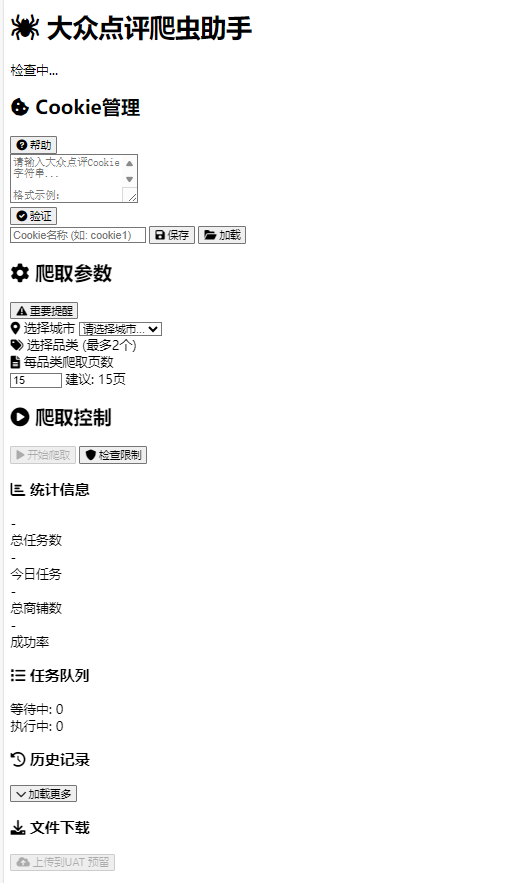 大众点评爬虫助手
检查中...
Cookie管理
帮助
请输入大众点评Cookie
字符串...
格式示例:
验证
Cookie名称 (如: cookie1) 保存 加载
爬取参数
重要提醒
选择城市 请选择城市...
选择品类 (最多2个)
每品类爬取页数
15 建议: 15页
爬取控制
开始爬取 检查限制
统计信息
-
总任务数
-
今日任务
-
总商铺数
-
成功率
任务队列
等待中: 0
执行中: 0
历史记录
加载更多
文件下载
上传到UAT 预留